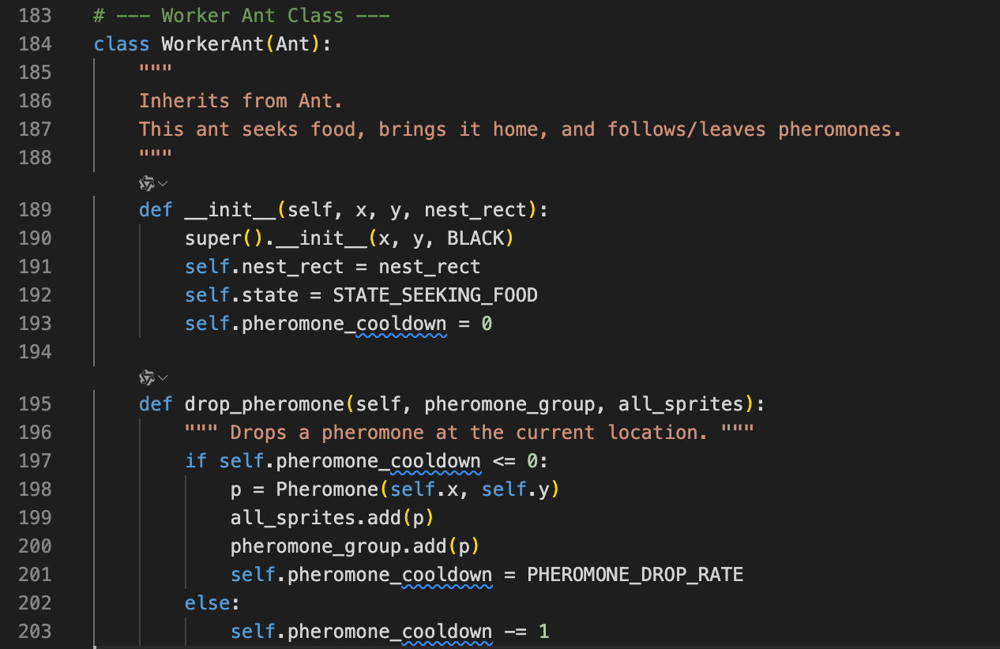 183 # --- Worker Ant Class ---
184 class WorkerAnt(Ant):
185     """
186     Inherits from Ant.
187     This ant seeks food, brings it home, and follows/leaves pheromones.
188     """
189     def __init__(self, x, y, nest_rect):
190         super().__init__(x, y, BLACK)
191         self.nest_rect = nest_rect
192         self.state = STATE_SEEKING_FOOD
193         self.pheromone_cooldown = 0
194
195     def drop_pheromone(self, pheromone_group, all_sprites):
196         """ Drops a pheromone at the current location. """
197         if self.pheromone_cooldown <= 0:
198             p = Pheromone(self.x, self.y)
199             all_sprites.add(p)
200             pheromone_group.add(p)
201             self.pheromone_cooldown = PHEROMONE_DROP_RATE
202         else:
203             self.pheromone_cooldown -= 1